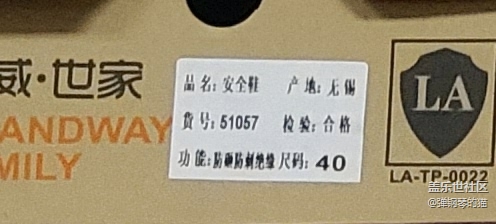 威·世家
ANDWAY
MILY
品名：安全鞋 产地：无锡
货号：51057 检验：合格
功能：防砸防刺绝缘 尺码：40
LA
LA-TP-0022
盖乐世社区
@弹钢琴的猫